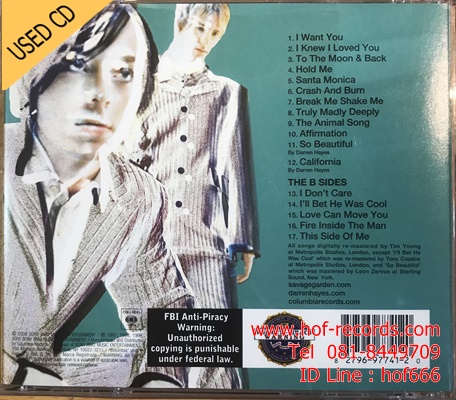 USED CD
1. I Want You
2. I Knew I Loved You
3. To The Moon & Back
4. Hold Me
5. Santa Monica
6. Crash And Burn
7. Break Me Shake Me
8. Truly Madly Deeply
9. The Animal Song
10. Affirmation
11. So Beautiful
By Darren Hayes
12. California
By Darren Hayes
THE B SIDES
13. I Don't Care
14. I'll Bet He Was Cool
15. Love Can Move You
16. Fire Inside The Man
17. This Side Of Me
All songs digitally re-mastered by Tim Young
at Metropolis Studios, London, except 'I'll Bet He
Was Cool' which was re-mastered by Tony Cousins
at Metropolis Studios, London, and 'So Beautiful'
which was mastered by Leon Zervos at Sterling
Sound, New York.
savagegarden.com
darrenhayes.com
columbiarecords.com
FBI Anti-Piracy
Warning:
Unauthorized
copying is punishable
under federal law.
WARNING
www.hof-records.com
Tel 081-8449709
8 2796-97741-2 0
ID Line : hof666